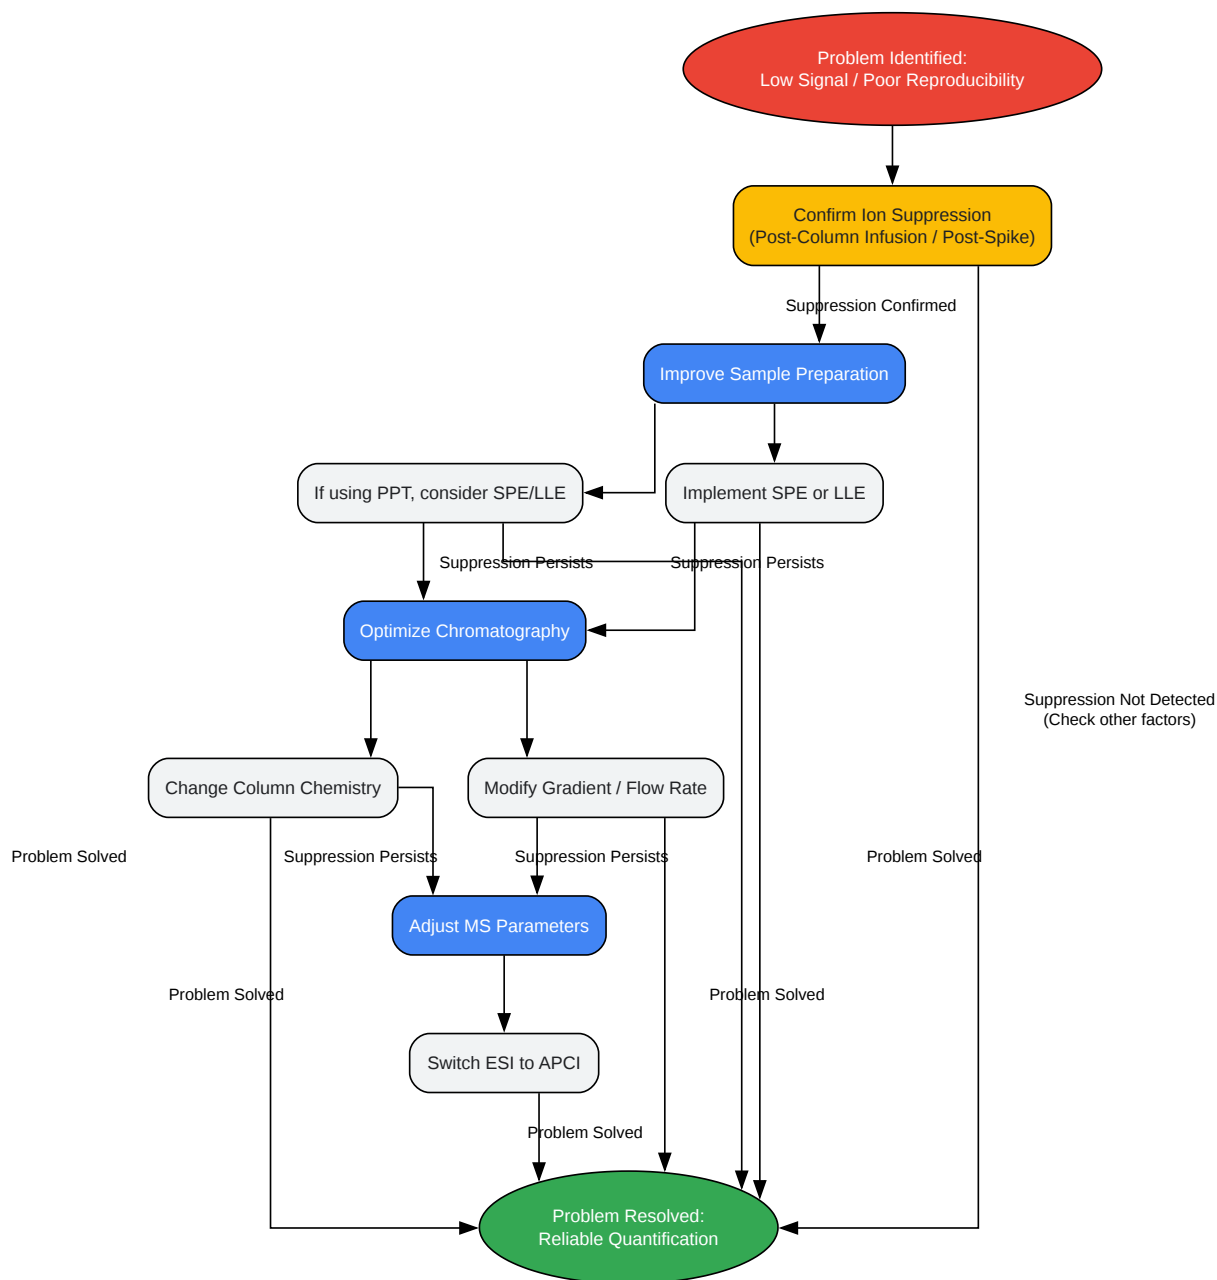 Problem Identified:
Low Signal / Poor Reproducibility
Confirm Ion Suppression
(Post-Column Infusion / Post-Spike)
Suppression Confirmed
Improve Sample Preparation
If using PPT, consider SPE/LLE
Implement SPE or LLE
Suppression Persists
Suppression Persists
Optimize Chromatography
Suppression Not Detected
(Check other factors)
Change Column Chemistry
Modify Gradient / Flow Rate
Problem Solved
Suppression Persists
Suppression Persists
Problem Solved
Adjust MS Parameters
Problem Solved
Problem Solved
Switch ESI to APCI
Problem Solved
Problem Resolved:
Reliable Quantification